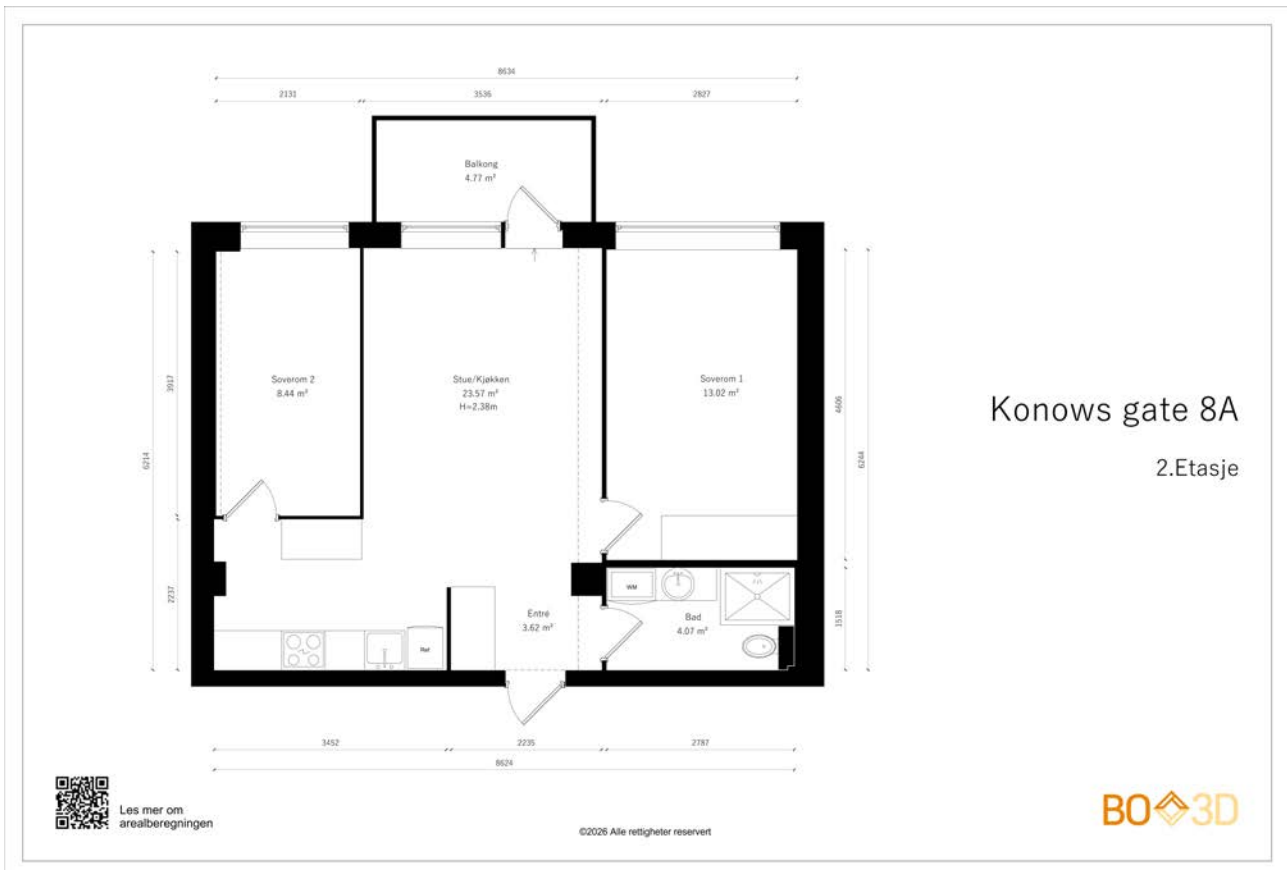 8634
2131
3536
2827
Balkong
4.77 m²
Soverom 2
8.44 m²
Stue/Kjøkken
23.57 m²
H=2.38m
Soverom 1
13.02 m²
3917
6214
2237
4606
6244
1518
Konows gate 8A
2.Etasje
WM
Bad
4.07 m²
Entré
3.62 m²
Ref
3452
2235
2787
8624
Les mer om
arealberegningen
©2026 Alle rettigheter reservert
BO 3D